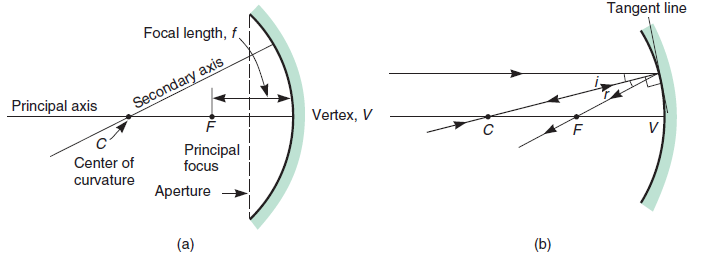 Focal length, f
Secondary axis
Principal axis
F
Vertex, V
C
Center of
curvature
Principal
focus
Aperture
(a)
Tangent line
i
r
C
F
V
(b)